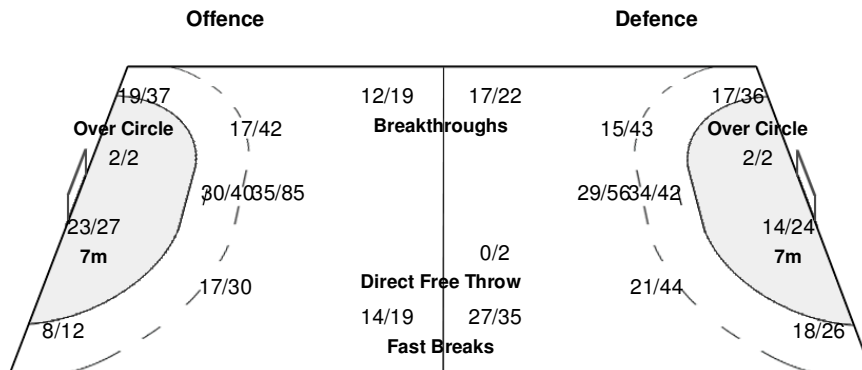 Offence Defence
19/37 12/19 17/22 17/36
Over Circle 17/42 Breakthroughs 15/43 Over Circle
2/2 2/2
30/40 35/85 29/56 34/42
23/27 14/24
7m 0/2 7m
17/30 Direct Free Throw 21/44
8/12 14/19 27/35 18/26
Fast Breaks